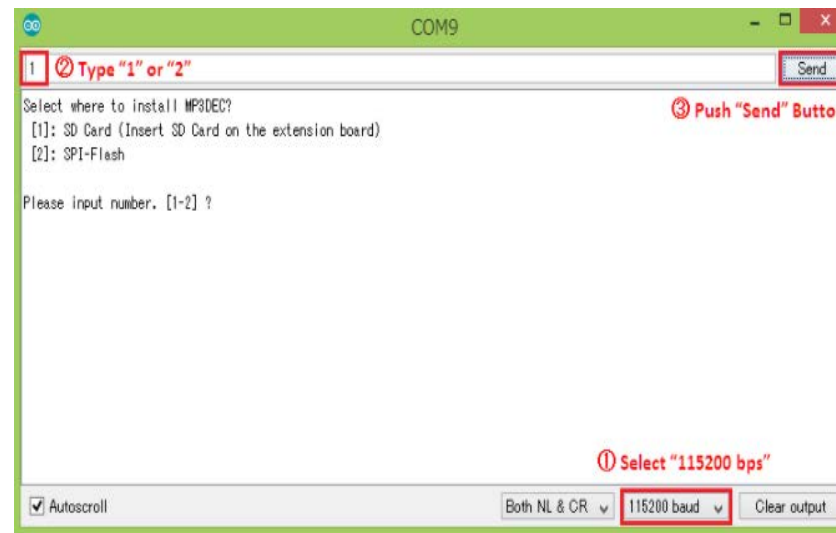 COM9
1 ② Type “1” or “2” Send
Select where to install MP3DEC?
[1]: SD Card (Insert SD Card on the extension board)
[2]: SPI-Flash
③ Push “Send” Butto
Please input number. [1-2] ?
① Select “115200 bps”
Autoscroll Both NL & CR 115200 baud Clear output